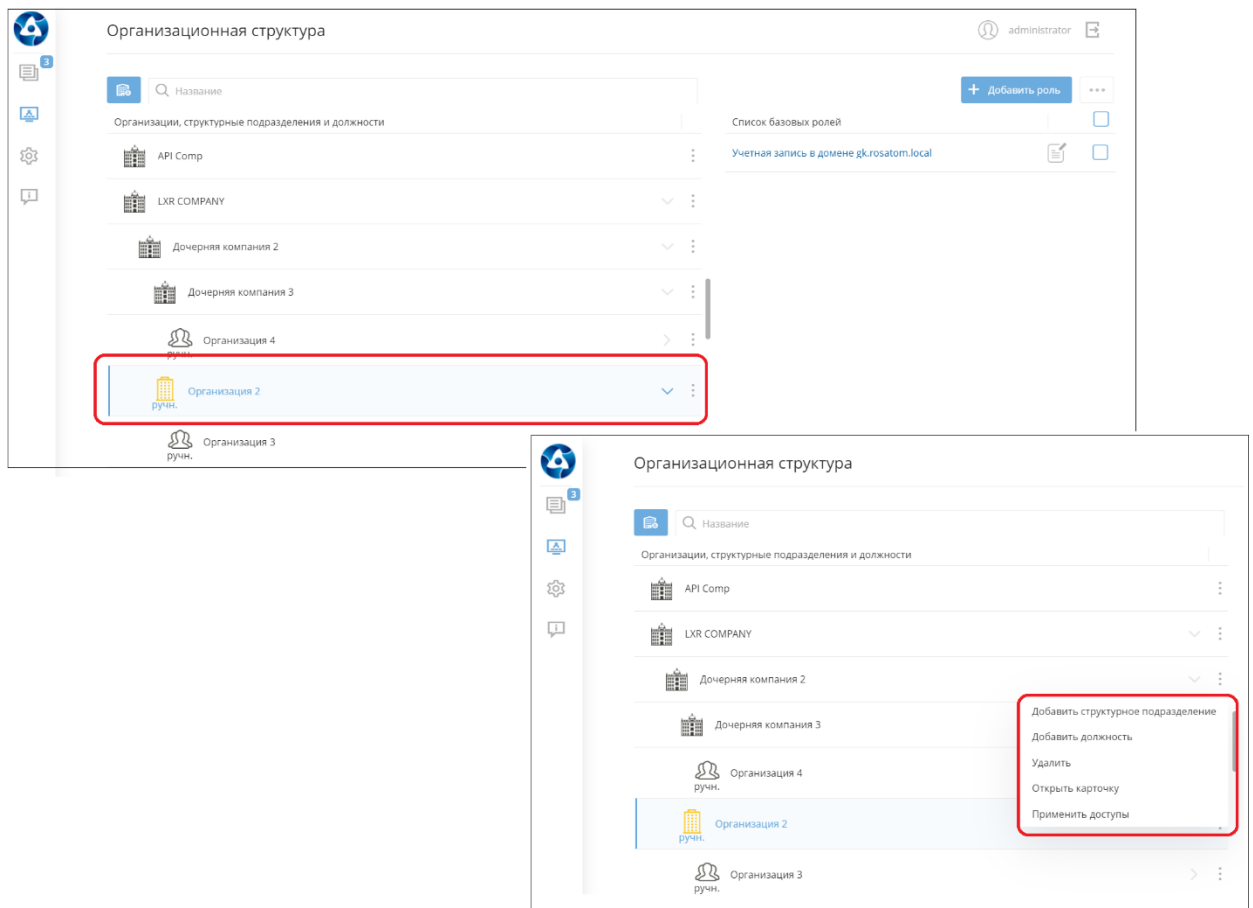 Организационная структура
administrator
3
Название
Добавить роль
Организации, структурные подразделения и должности
Список базовых ролей
API Comp
Учетная запись в домене gk.rosatom.local
LXR COMPANY
Дочерняя компания 2
Дочерняя компания 3
Организация 4
ручн.
Организация 2
ручн.
Организация 3
ручн.
Организационная структура
3
Название
Организации, структурные подразделения и должности
API Comp
LXR COMPANY
Дочерняя компания 2
Добавить структурное подразделение
Дочерняя компания 3
Добавить должность
Удалить
Организация 4
ручн.
Открыть карточку
Применить доступы
Организация 2
ручн.
Организация 3
ручн.